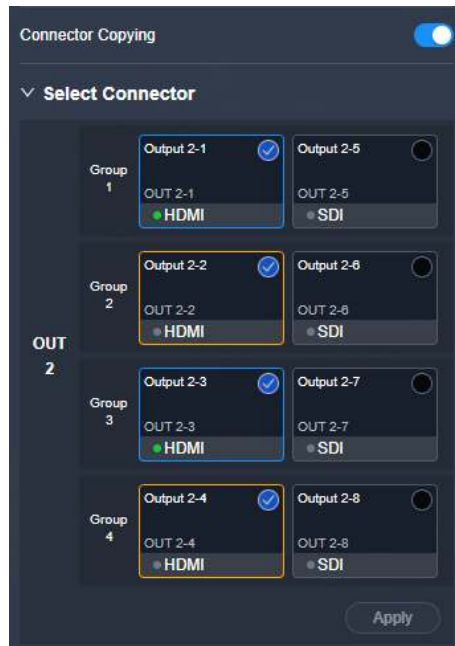 Connector Copying
Select Connector
OUT 2
Group 1
Output 2-1
OUT 2-1
HDMI
Output 2-5
OUT 2-5
SDI
Group 2
Output 2-2
OUT 2-2
HDMI
Output 2-6
OUT 2-6
SDI
Group 3
Output 2-3
OUT 2-3
HDMI
Output 2-7
OUT 2-7
SDI
Group 4
Output 2-4
OUT 2-4
HDMI
Output 2-8
OUT 2-8
SDI
Apply